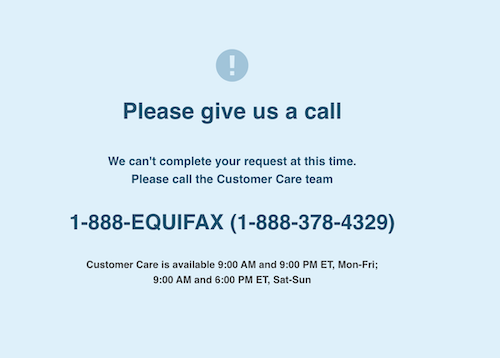 Please give us a call
We can't complete your request at this time.
Please call the Customer Care team
1-888-EQUIFAX (1-888-378-4329)
Customer Care is available 9:00 AM and 9:00 PM ET, Mon-Fri;
9:00 AM and 6:00 PM ET, Sat-Sun